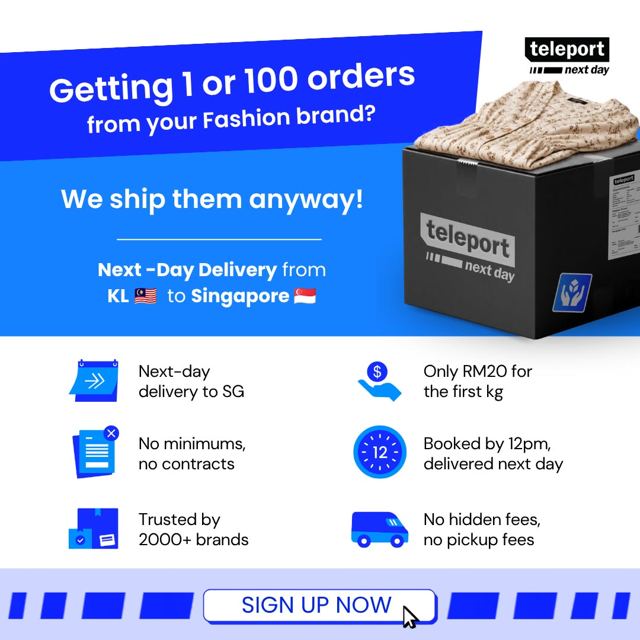 teleport
next day
Getting 1 or 100 orders
from your Fashion brand?
We ship them anyway!
Next -Day Delivery from
KL 🇲🇾 to Singapore 🇸🇬
teleport
next day
teleport
Next-day
delivery to SG
Only RM20 for
the first kg
No minimums,
no contracts
12
Booked by 12pm,
delivered next day
Trusted by
2000+ brands
No hidden fees,
no pickup fees
$
SIGN UP NOW